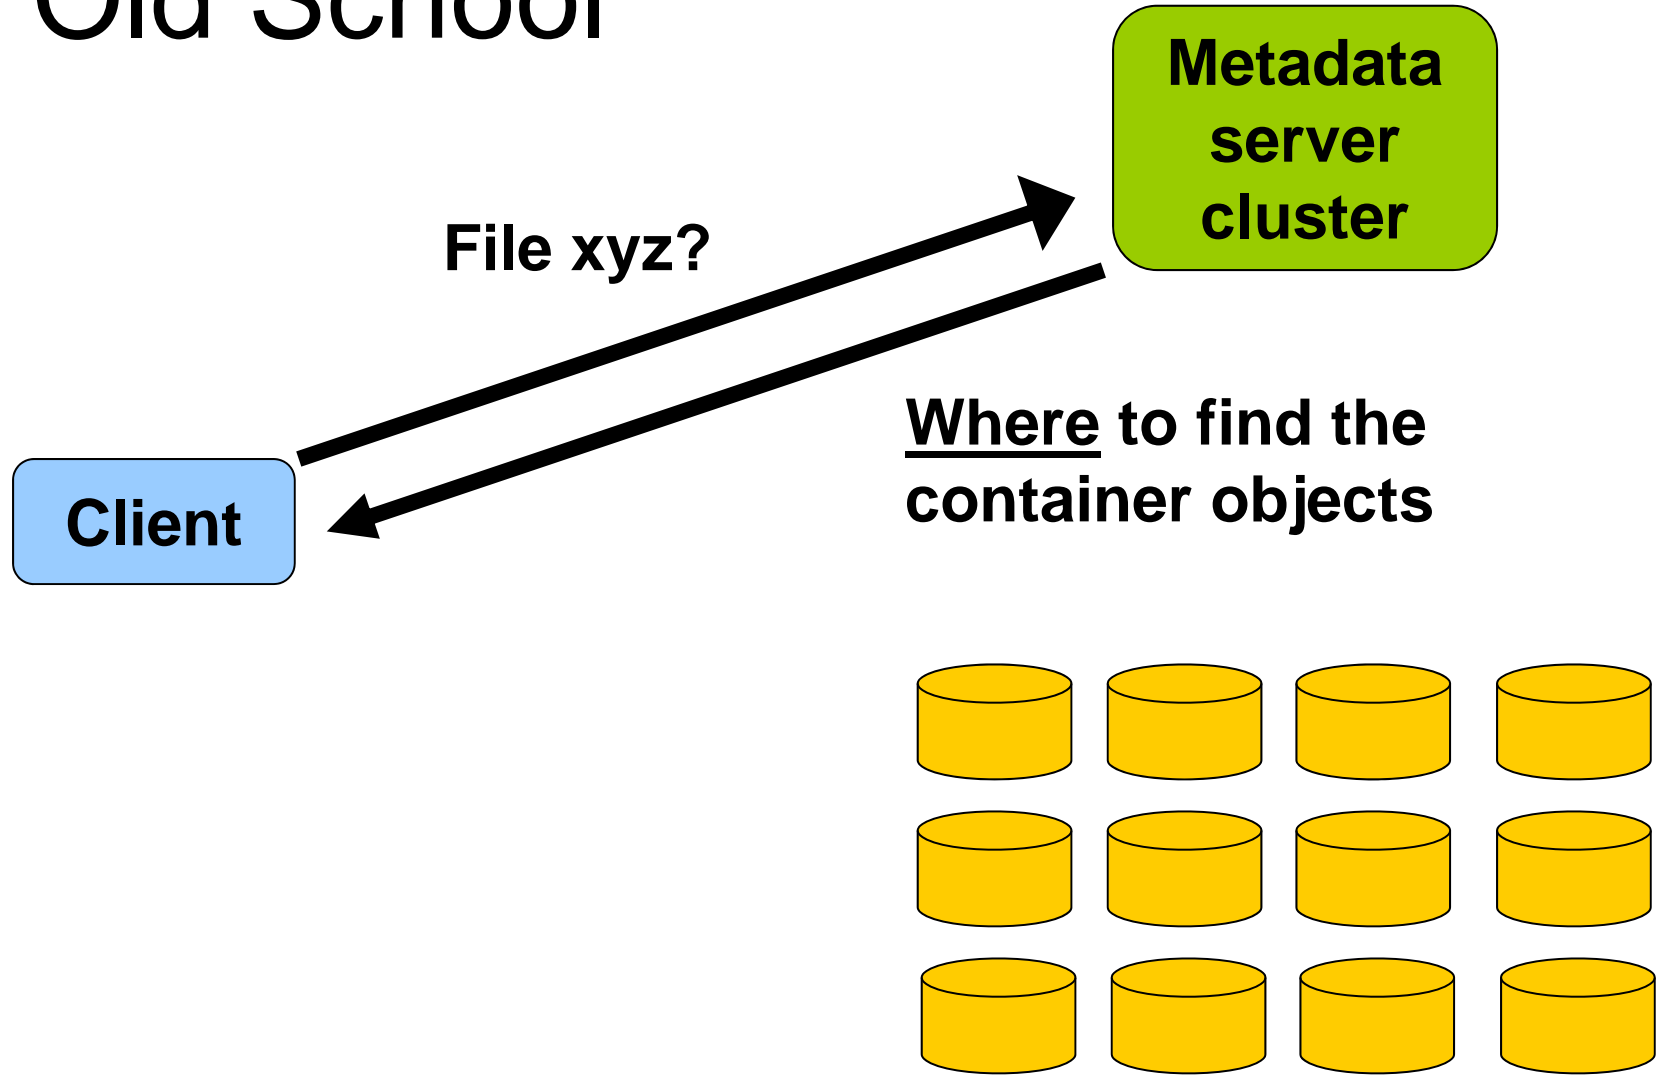 Old School
Metadata
server
cluster
File xyz?
Where to find the
container objects
Client